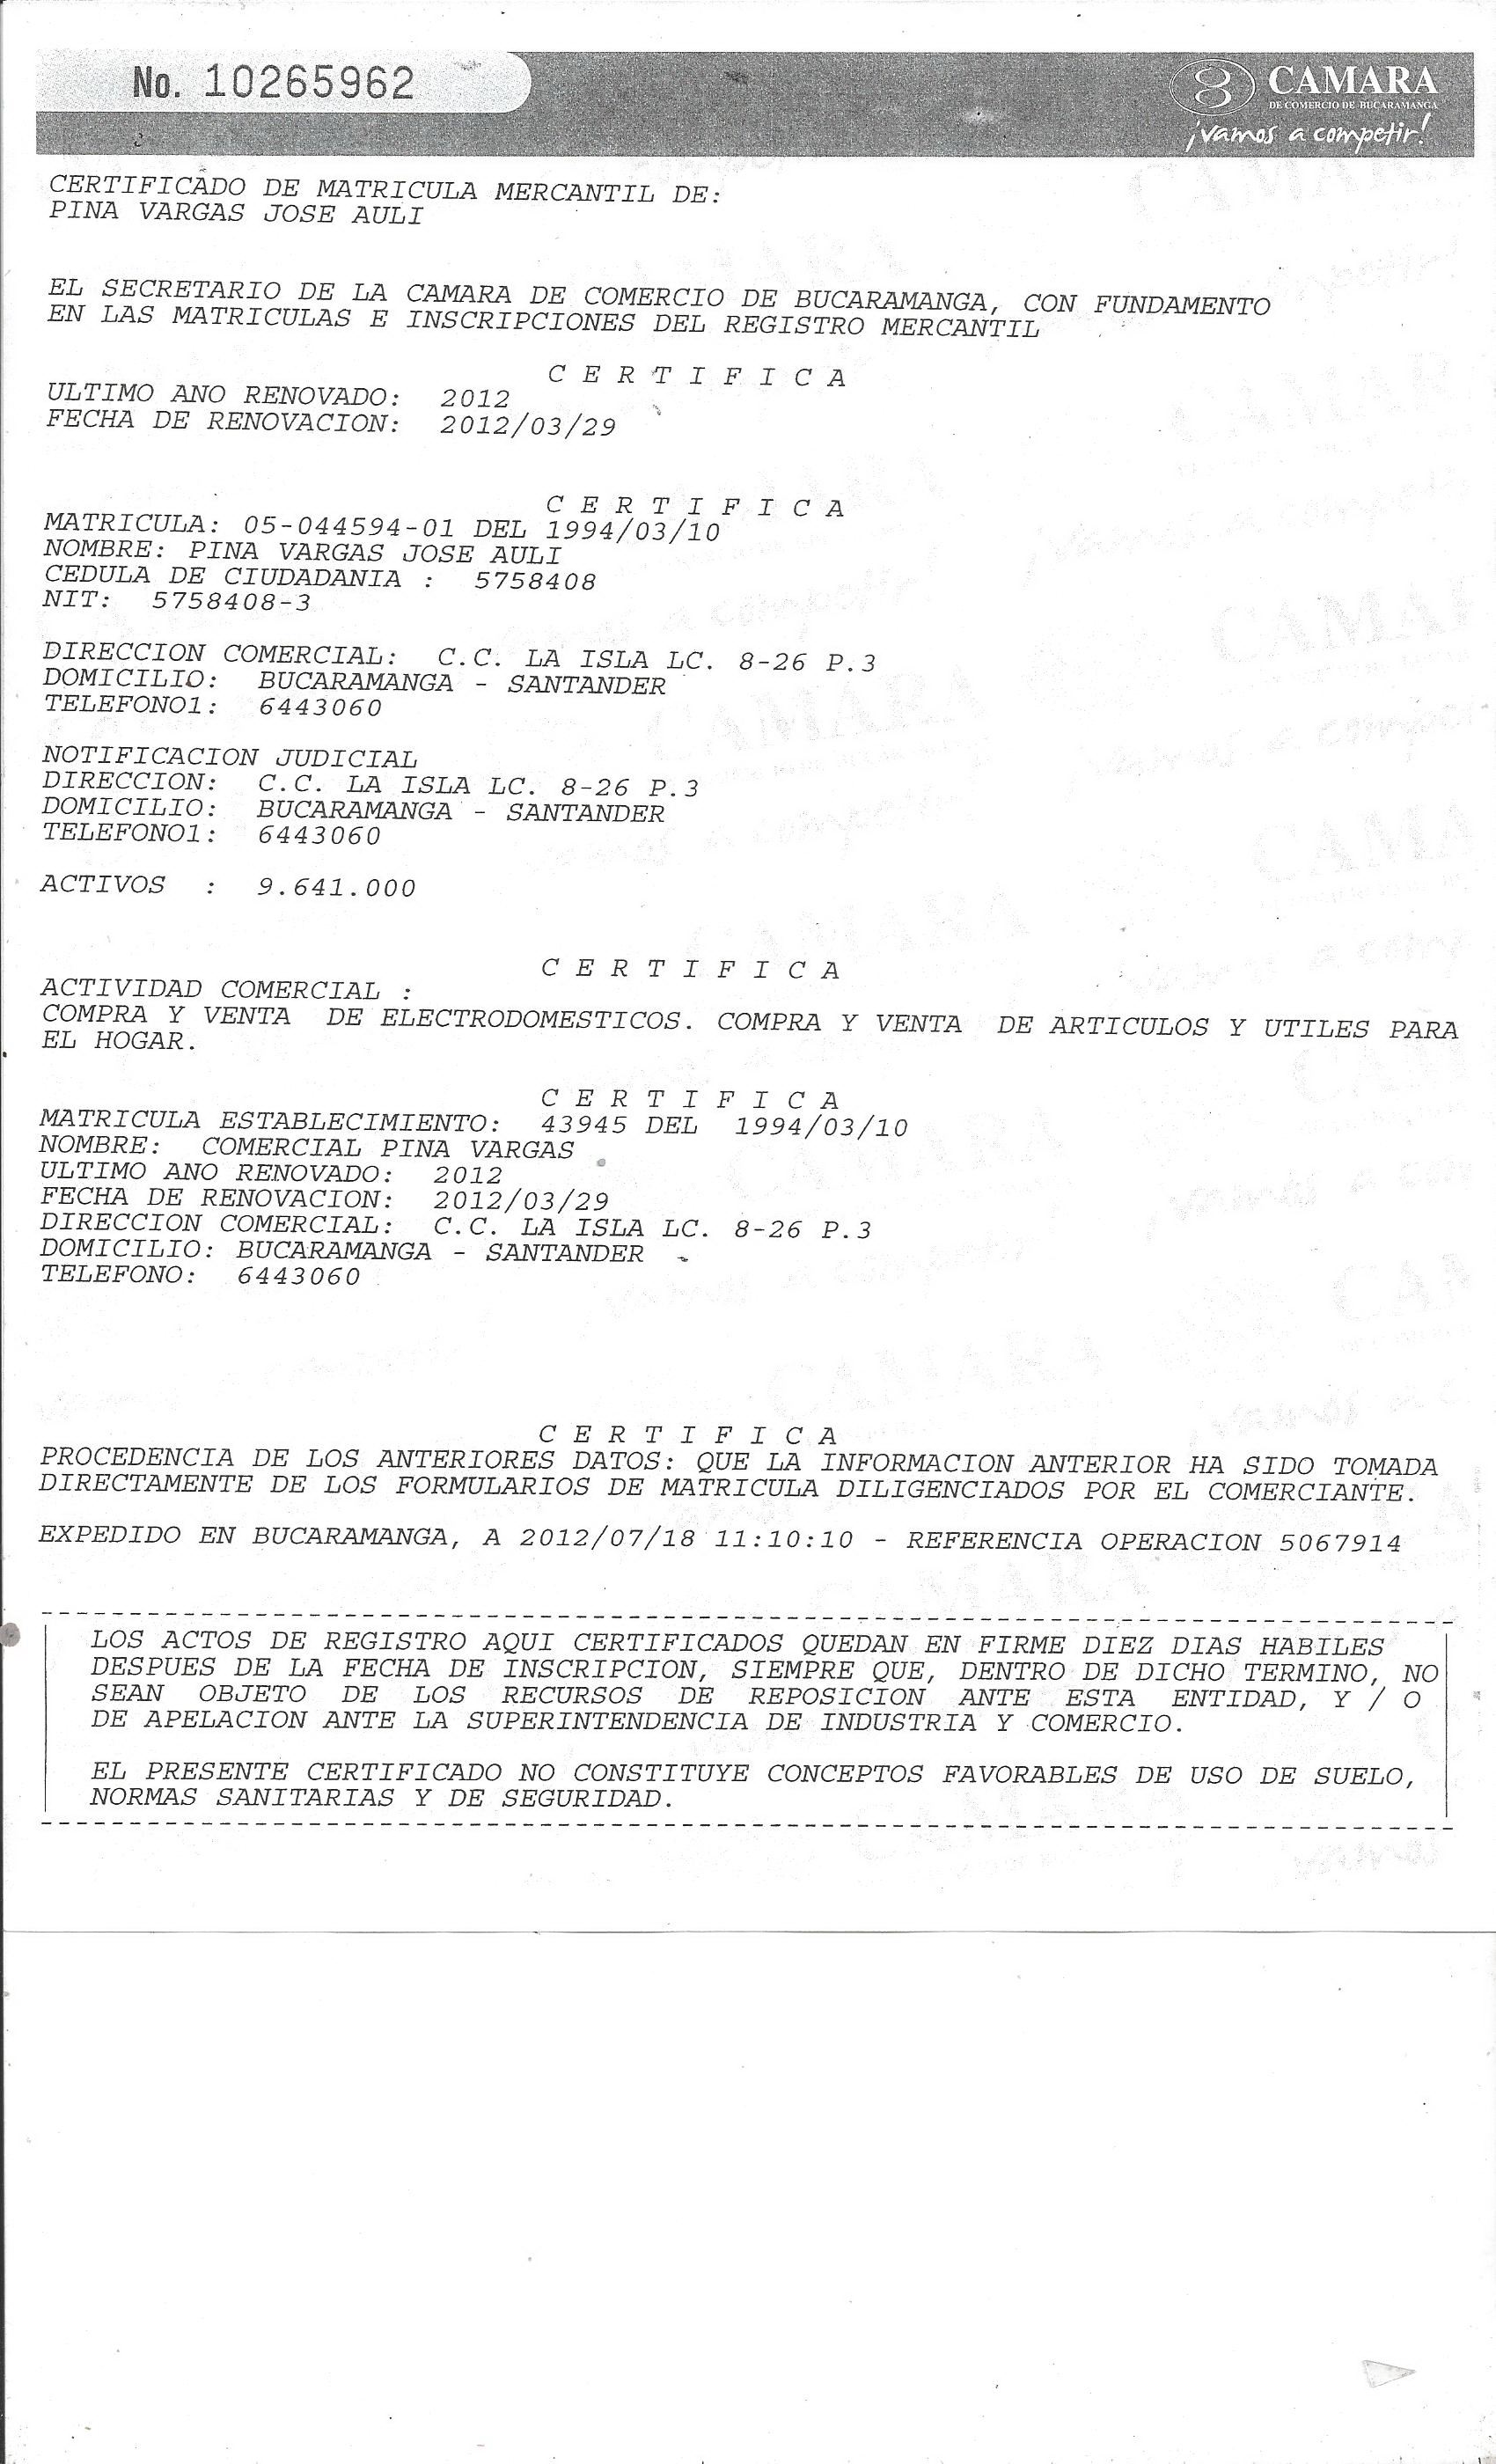 No. 10265962
CAMARA
DE COMERCIO DE BUCARAMANGA
¡vamos a competir!
CERTIFICADO DE MATRICULA MERCANTIL DE:
PINA VARGAS JOSE AULI
EL SECRETARIO DE LA CAMARA DE COMERCIO DE BUCARAMANGA, CON FUNDAMENTO
EN LAS MATRICULAS E INSCRIPCIONES DEL REGISTRO MERCANTIL
C E R T I F I C A
ULTIMO ANO RENOVADO: 2012
FECHA DE RENOVACION: 2012/03/29
C E R T I F I C A
MATRICULA: 05-044594-01 DEL 1994/03/10
NOMBRE: PINA VARGAS JOSE AULI
CEDULA DE CIUDADANIA : 5758408
NIT: 5758408-3
DIRECCION COMERCIAL: C.C. LA ISLA LC. 8-26 P.3
DOMICILIO: BUCARAMANGA - SANTANDER
TELEFONO1: 6443060
NOTIFICACION JUDICIAL
DIRECCION: C.C. LA ISLA LC. 8-26 P.3
DOMICILIO: BUCARAMANGA - SANTANDER
TELEFONO1: 6443060
ACTIVOS : 9.641.000
C E R T I F I C A
ACTIVIDAD COMERCIAL :
COMPRA Y VENTA DE ELECTRODOMESTICOS. COMPRA Y VENTA DE ARTICULOS Y UTILES PARA
EL HOGAR.
C E R T I F I C A
MATRICULA ESTABLECIMIENTO: 43945 DEL 1994/03/10
NOMBRE: COMERCIAL PINA VARGAS
ULTIMO ANO RENOVADO: 2012
FECHA DE RENOVACION: 2012/03/29
DIRECCION COMERCIAL: C.C. LA ISLA LC. 8-26 P.3
DOMICILIO: BUCARAMANGA - SANTANDER
TELEFONO: 6443060
C E R T I F I C A
PROCEDENCIA DE LOS ANTERIORES DATOS: QUE LA INFORMACION ANTERIOR HA SIDO TOMADA
DIRECTAMENTE DE LOS FORMULARIOS DE MATRICULA DILIGENCIADOS POR EL COMERCIANTE.
EXPEDIDO EN BUCARAMANGA, A 2012/07/18 11:10:10 - REFERENCIA OPERACION 5067914
LOS ACTOS DE REGISTRO AQUI CERTIFICADOS QUEDAN EN FIRME DIEZ DIAS HABILES
DESPUES DE LA FECHA DE INSCRIPCION, SIEMPRE QUE, DENTRO DE DICHO TERMINO, NO
SEAN OBJETO DE LOS RECURSOS DE REPOSICION ANTE ESTA ENTIDAD, Y / O
DE APELACION ANTE LA SUPERINTENDENCIA DE INDUSTRIA Y COMERCIO.
EL PRESENTE CERTIFICADO NO CONSTITUYE CONCEPTOS FAVORABLES DE USO DE SUELO,
NORMAS SANITARIAS Y DE SEGURIDAD.